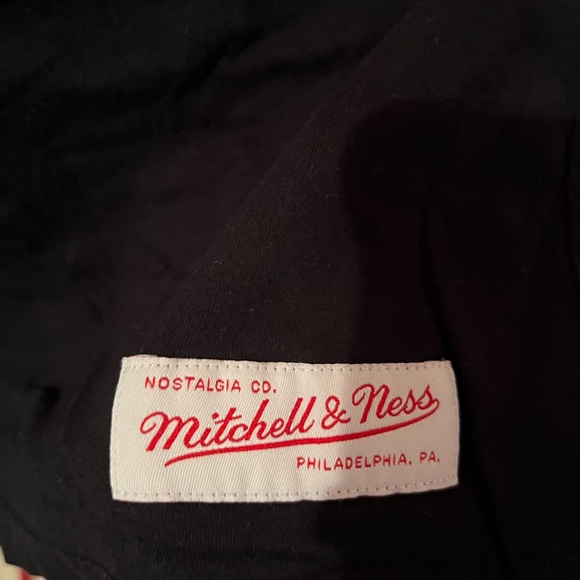 NOSTALGIA CO.
Mitchell & Ness
PHILADELPHIA, PA.